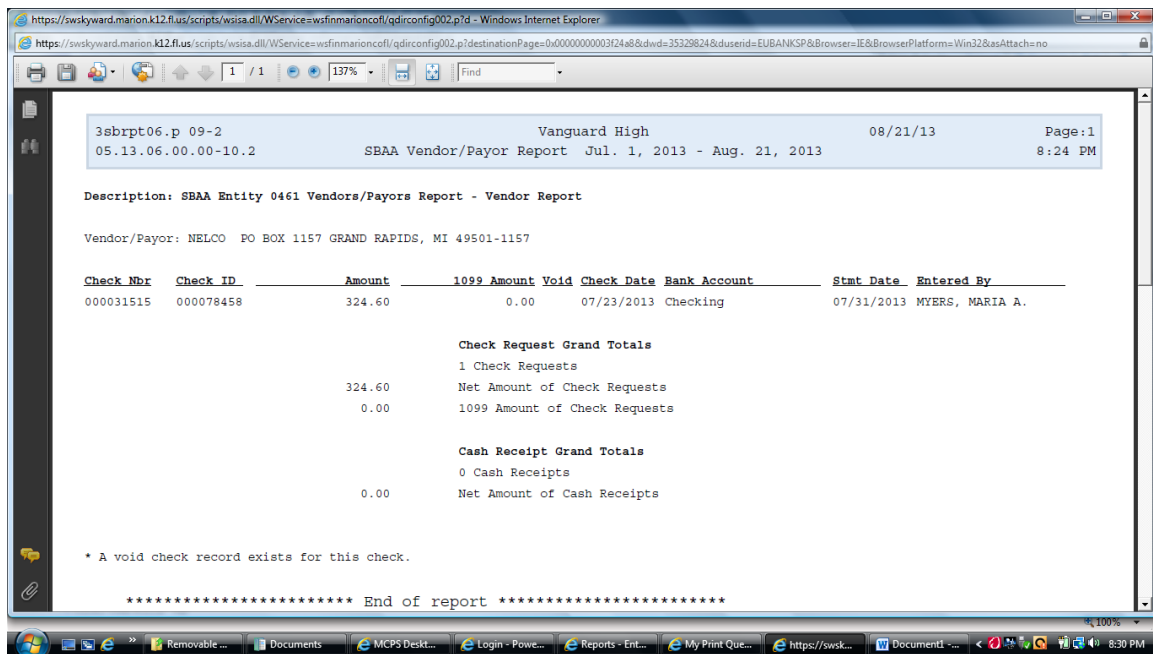 https://swskyward.marion.k12.fl.us/scripts/wsisa.dll/WService=wsfinmarioncofl/qdirconfig002.p?d - Windows Internet Explorer
https://swskyward.marion.k12.fl.us/scripts/wsisa.dll/WService=wsfinmarioncofl/qdirconfig002.p?destinationPage=0x00000000003f24a8&dwd=35329824&duserid=EUBANKSP&Browser=IE&BrowserPlatform=Win32&asAttach=no
1 / 1 137% Find
3sbrpt06.p 09-2 Vanguard High 08/21/13 Page:1
05.13.06.00.00-10.2 SBAA Vendor/Payor Report Jul. 1, 2013 - Aug. 21, 2013 8:24 PM
Description: SBAA Entity 0461 Vendors/Payors Report - Vendor Report
Vendor/Payor: NELCO PO BOX 1157 GRAND RAPIDS, MI 49501-1157
Check Nbr Check ID Amount 1099 Amount Void Check Date Bank Account Stmt Date Entered By
000031515 000078458 324.60 0.00 07/23/2013 Checking 07/31/2013 MYERS, MARIA A.
Check Request Grand Totals
1 Check Requests
324.60 Net Amount of Check Requests
0.00 1099 Amount of Check Requests
Cash Receipt Grand Totals
0 Cash Receipts
0.00 Net Amount of Cash Receipts
* A void check record exists for this check.
************************ End of report ************************
100%
Removable ... Documents MCPS Deskt... Login - Powe... Reports - Ent... My Print Que... https://swsk... Document1 -... 8:30 PM